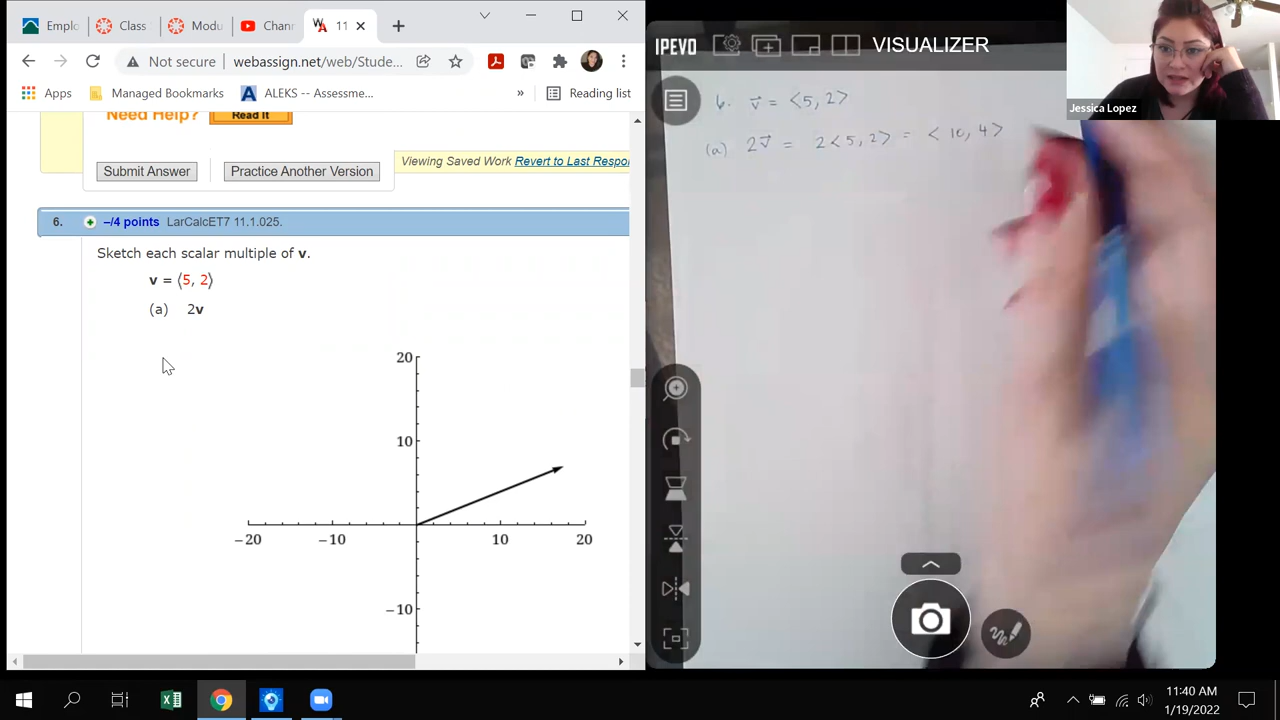 Emplo
Class
Modu
Chan
11
Not secure
webassign.net/web/Stude...
Apps
Managed Bookmarks
ALEKS -- Assessme...
»
Reading list
Need Help?
Read It
Viewing Saved Work Revert to Last Respo
Submit Answer
Practice Another Version
6.
–/4 points
LarCalcET7 11.1.025.
Sketch each scalar multiple of v.
v = ⟨5, 2⟩
(a) 2v
20
10
−20
−10
10
20
−10
IPEVO
VISUALIZER
Jessica Lopez
6. v⃗ = <5, 2>
(a) 2v⃗ = 2<5, 2> = <10, 4>
11:40 AM
1/19/2022